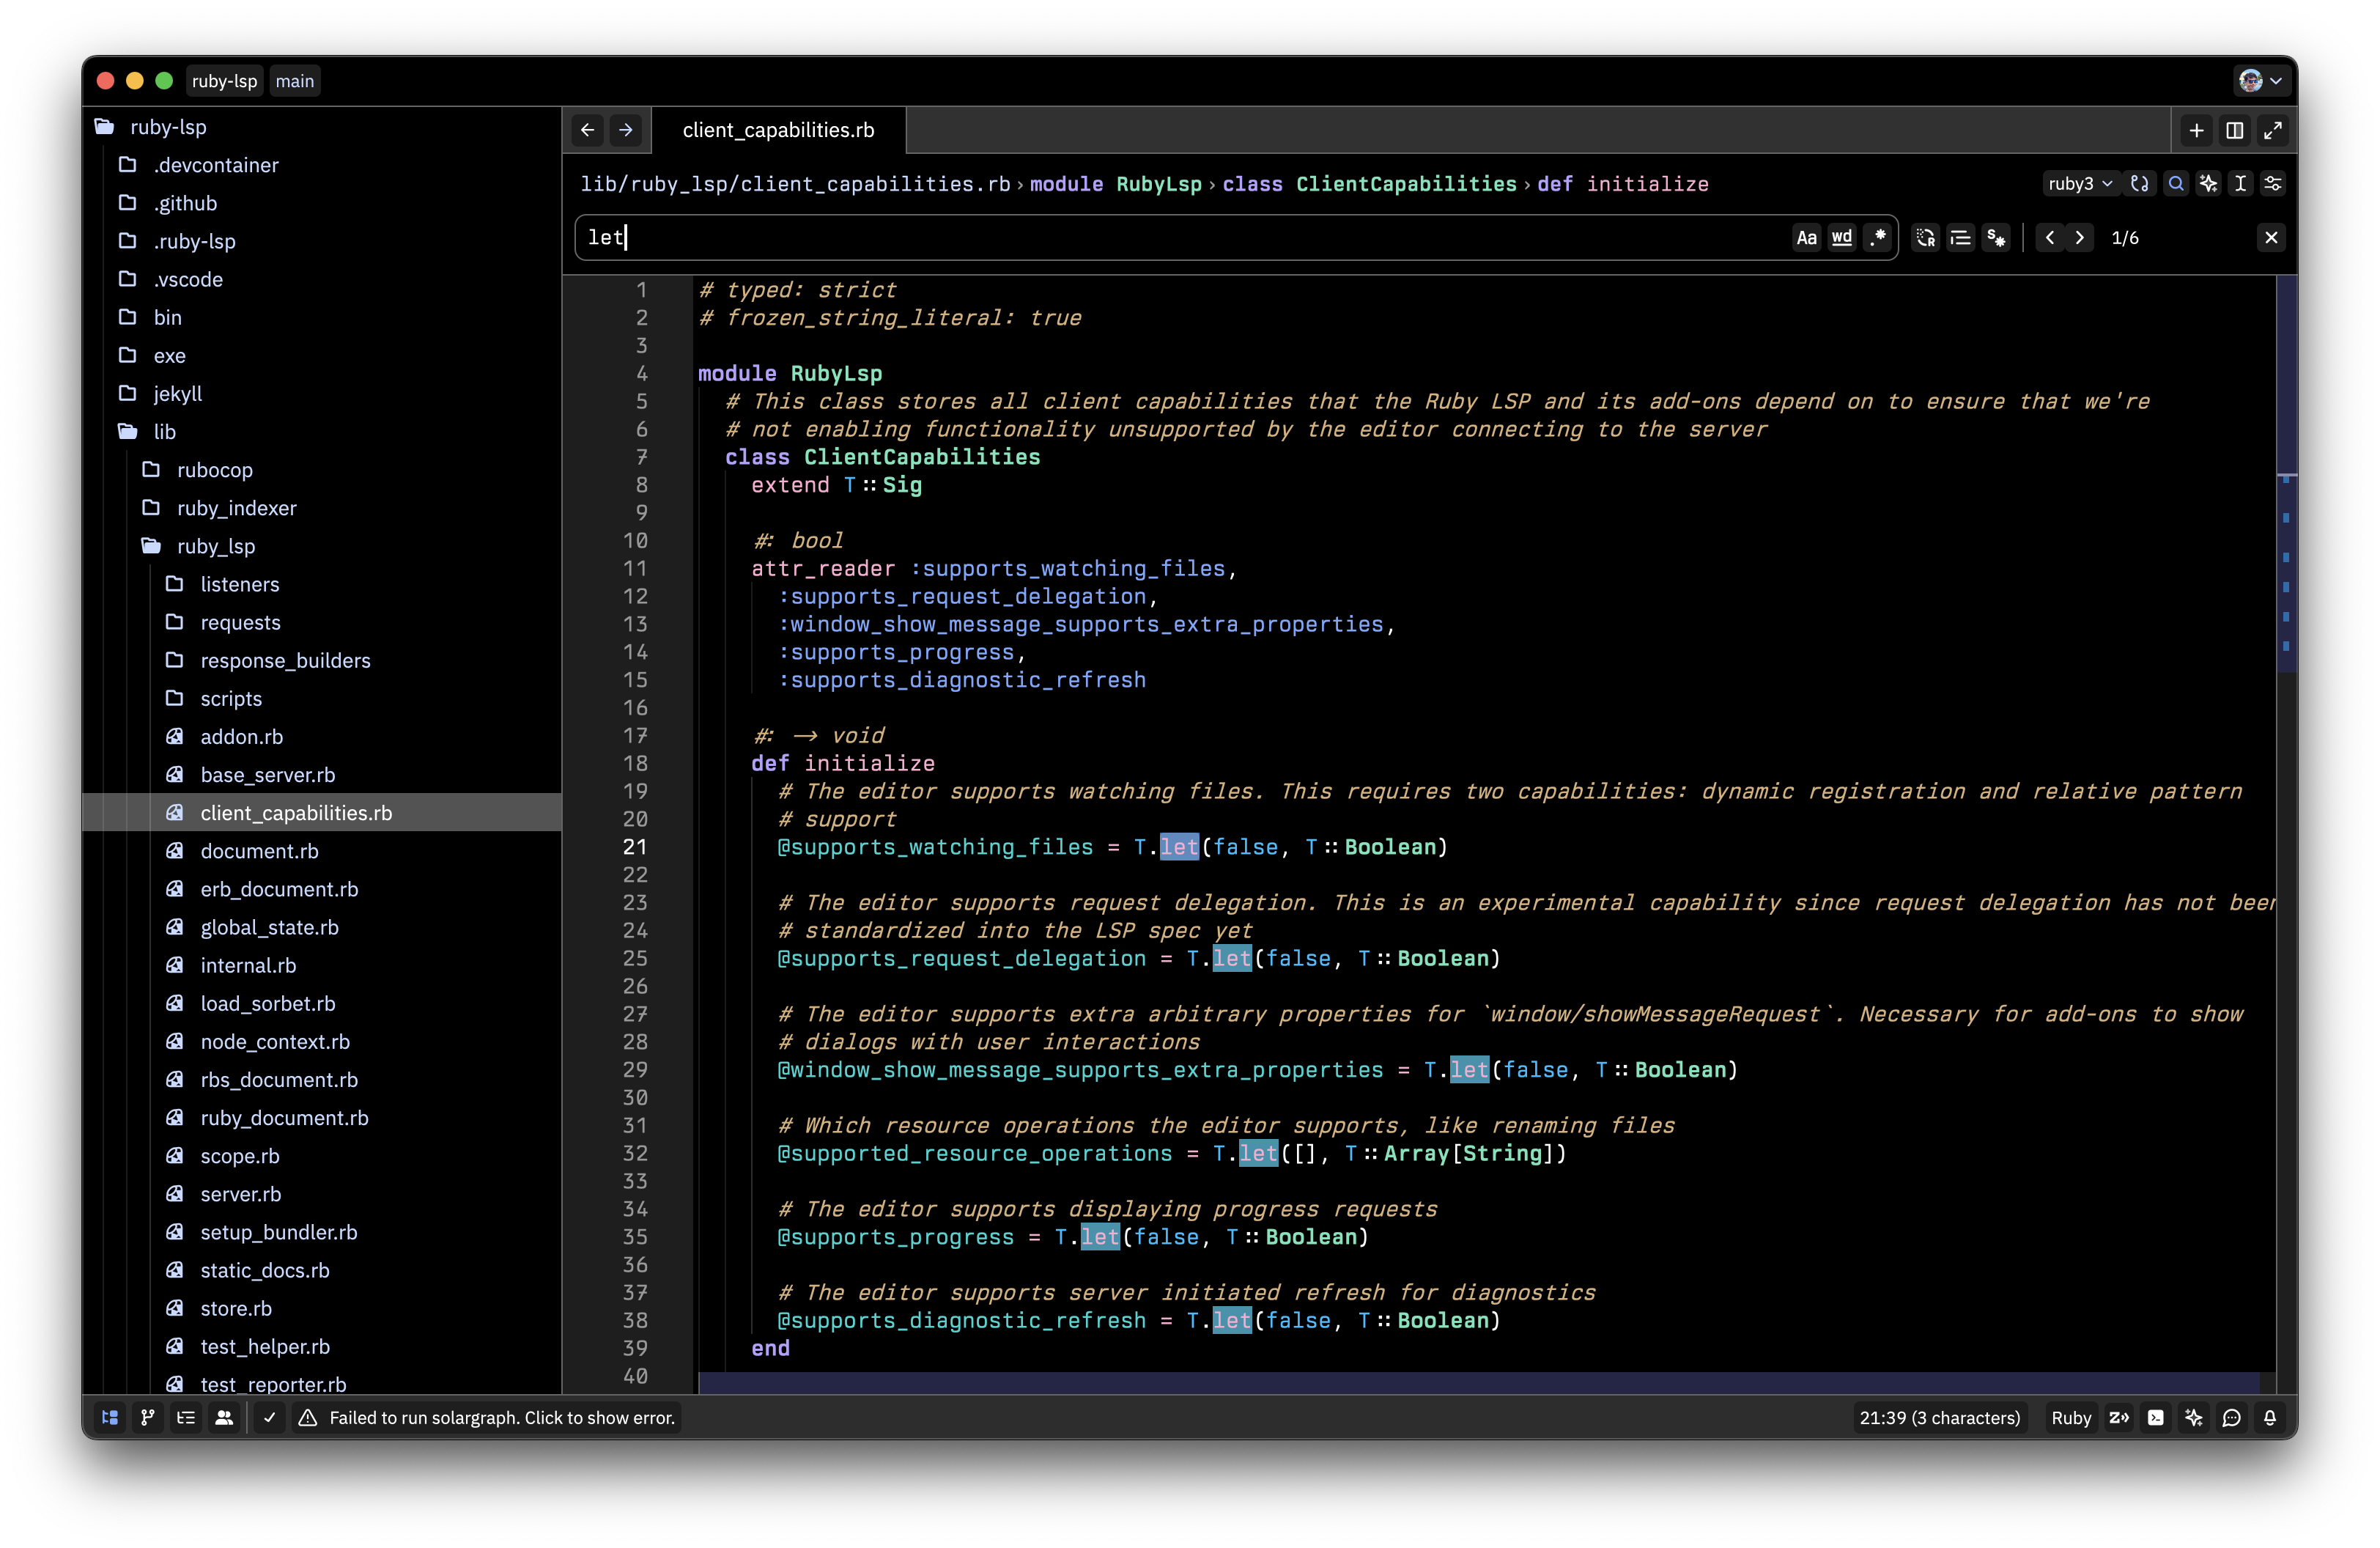 ruby-lsp main
ruby-lsp
.devcontainer
.github
.ruby-lsp
.vscode
bin
exe
jekyll
lib
rubocop
ruby_indexer
ruby_lsp
listeners
requests
response_builders
scripts
addon.rb
base_server.rb
client_capabilities.rb
document.rb
erb_document.rb
global_state.rb
internal.rb
load_sorbet.rb
node_context.rb
rbs_document.rb
ruby_document.rb
scope.rb
server.rb
setup_bundler.rb
static_docs.rb
store.rb
test_helper.rb
test_reporter.rb
client_capabilities.rb
lib/ruby_lsp/client_capabilities.rb › module RubyLsp › class ClientCapabilities › def initialize
ruby3
let
Aa wd .* 1/6
1 # typed: strict
2 # frozen_string_literal: true
3
4 module RubyLsp
5 # This class stores all client capabilities that the Ruby LSP and its add-ons depend on to ensure that we're
6 # not enabling functionality unsupported by the editor connecting to the server
7 class ClientCapabilities
8 extend T::Sig
9
10 #: bool
11 attr_reader :supports_watching_files,
12 :supports_request_delegation,
13 :window_show_message_supports_extra_properties,
14 :supports_progress,
15 :supports_diagnostic_refresh
16
17 #: -> void
18 def initialize
19 # The editor supports watching files. This requires two capabilities: dynamic registration and relative pattern
20 # support
21 @supports_watching_files = T.let(false, T::Boolean)
22
23 # The editor supports request delegation. This is an experimental capability since request delegation has not been
24 # standardized into the LSP spec yet
25 @supports_request_delegation = T.let(false, T::Boolean)
26
27 # The editor supports extra arbitrary properties for `window/showMessageRequest`. Necessary for add-ons to show
28 # dialogs with user interactions
29 @window_show_message_supports_extra_properties = T.let(false, T::Boolean)
30
31 # Which resource operations the editor supports, like renaming files
32 @supported_resource_operations = T.let([], T::Array[String])
33
34 # The editor supports displaying progress requests
35 @supports_progress = T.let(false, T::Boolean)
36
37 # The editor supports server initiated refresh for diagnostics
38 @supports_diagnostic_refresh = T.let(false, T::Boolean)
39 end
40
Failed to run solargraph. Click to show error.
21:39 (3 characters) Ruby